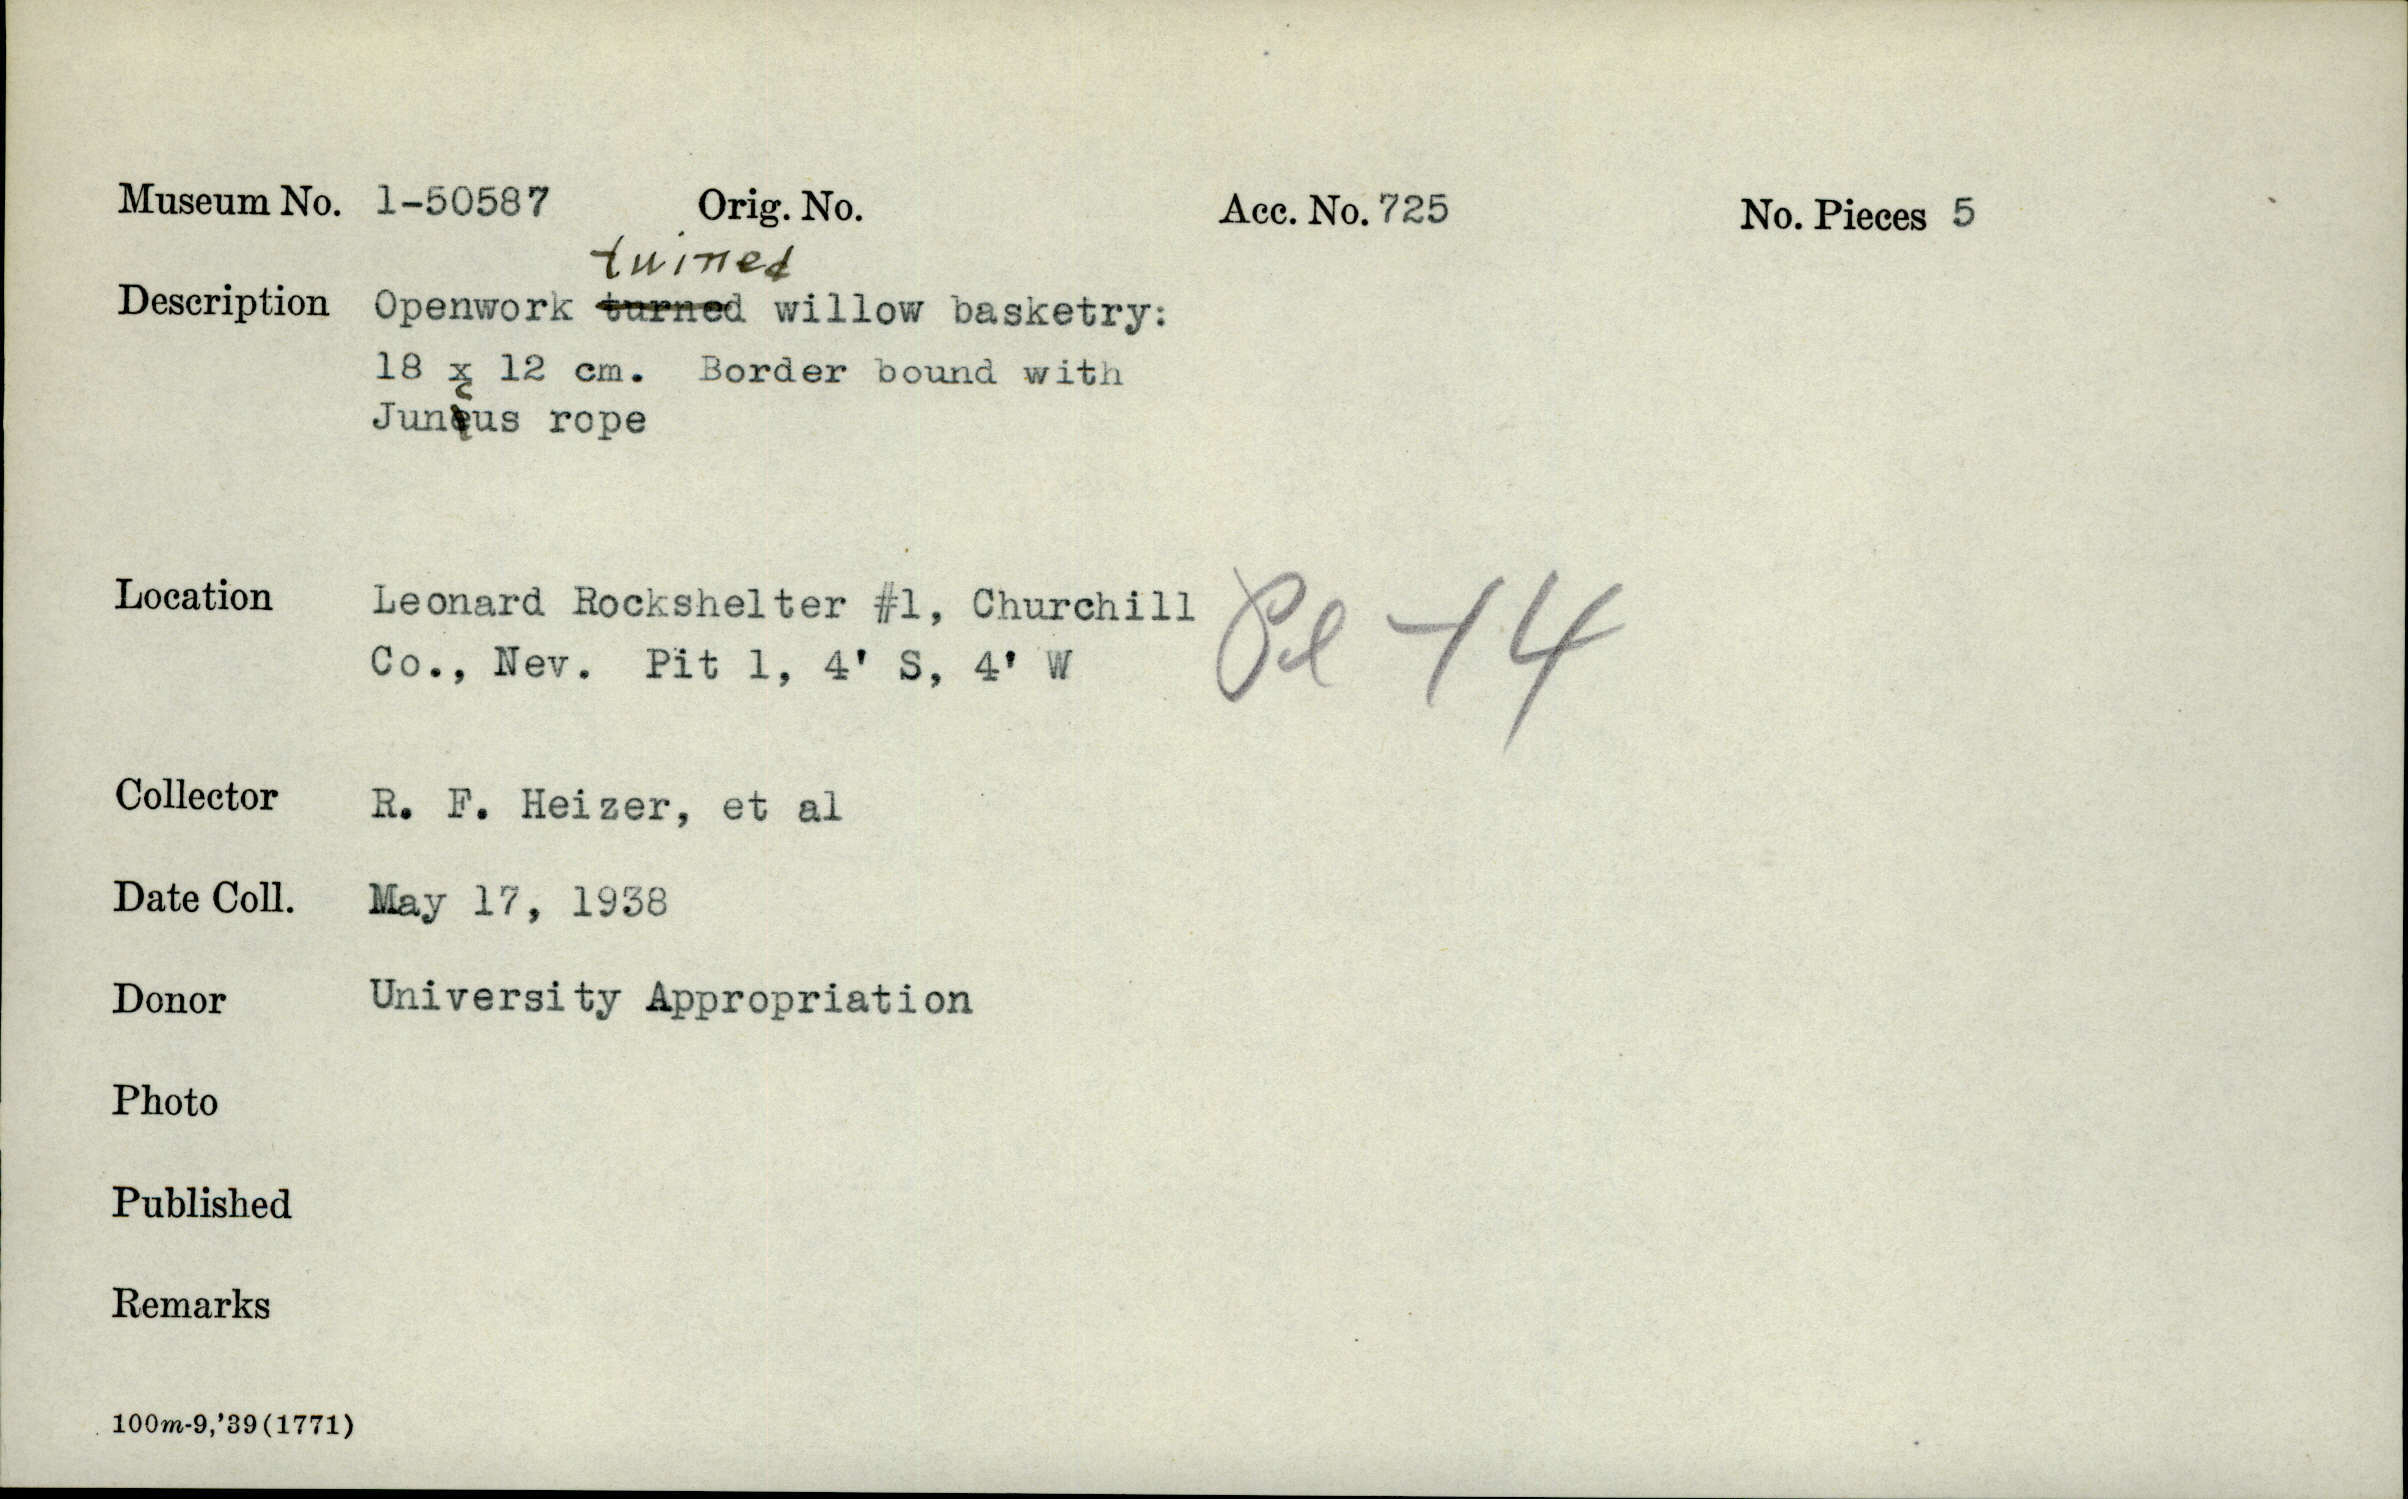 Museum No. 1-50587 Orig. No. Acc. No. 725 No. Pieces 5
twined
Description Openwork turned willow basketry:
18 x 12 cm. Border bound with
c
Juneus rope
Location Leonard Rockshelter #1, Churchill
Co., Nev. Pit 1, 4' S, 4' W
Pe-14
Collector R. F. Heizer, et al
Date Coll. May 17, 1938
Donor University Appropriation
Photo
Published
Remarks
100m-9,'39(1771)